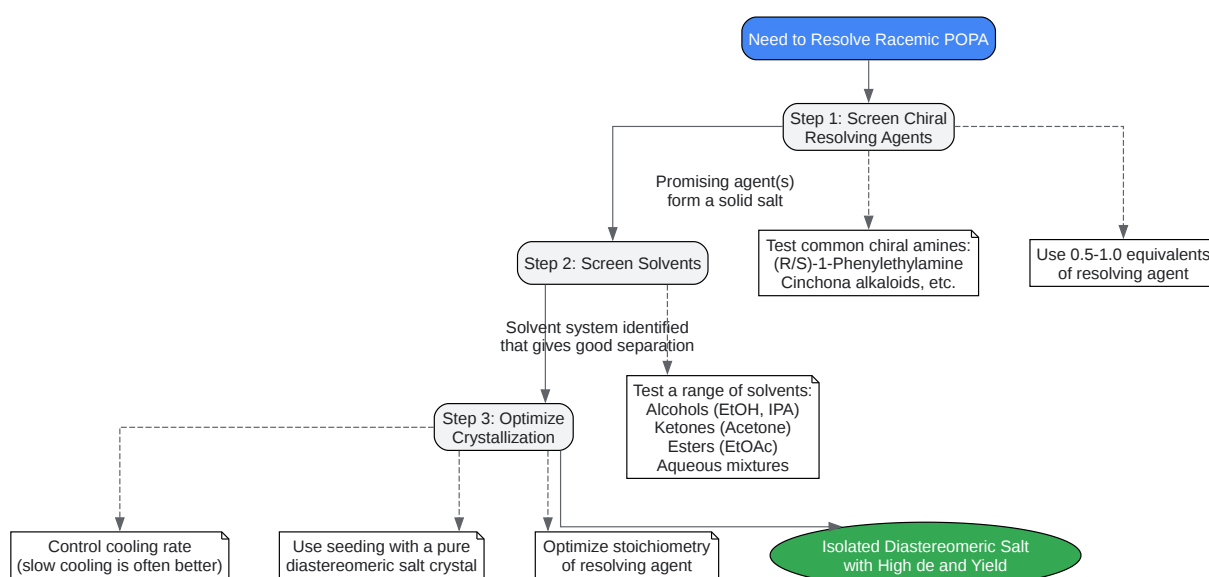 Need to Resolve Racemic POPA
Step 1: Screen Chiral
Resolving Agents
Promising agent(s)
form a solid salt
Test common chiral amines:
(R/S)-1-Phenylethylamine
Cinchona alkaloids, etc.
Use 0.5-1.0 equivalents
of resolving agent
Step 2: Screen Solvents
Solvent system identified
that gives good separation
Test a range of solvents:
Alcohols (EtOH, IPA)
Ketones (Acetone)
Esters (EtOAc)
Aqueous mixtures
Step 3: Optimize
Crystallization
Control cooling rate
(slow cooling is often better)
Use seeding with a pure
diastereomeric salt crystal
Optimize stoichiometry
of resolving agent
Isolated Diastereomeric Salt
with High de and Yield